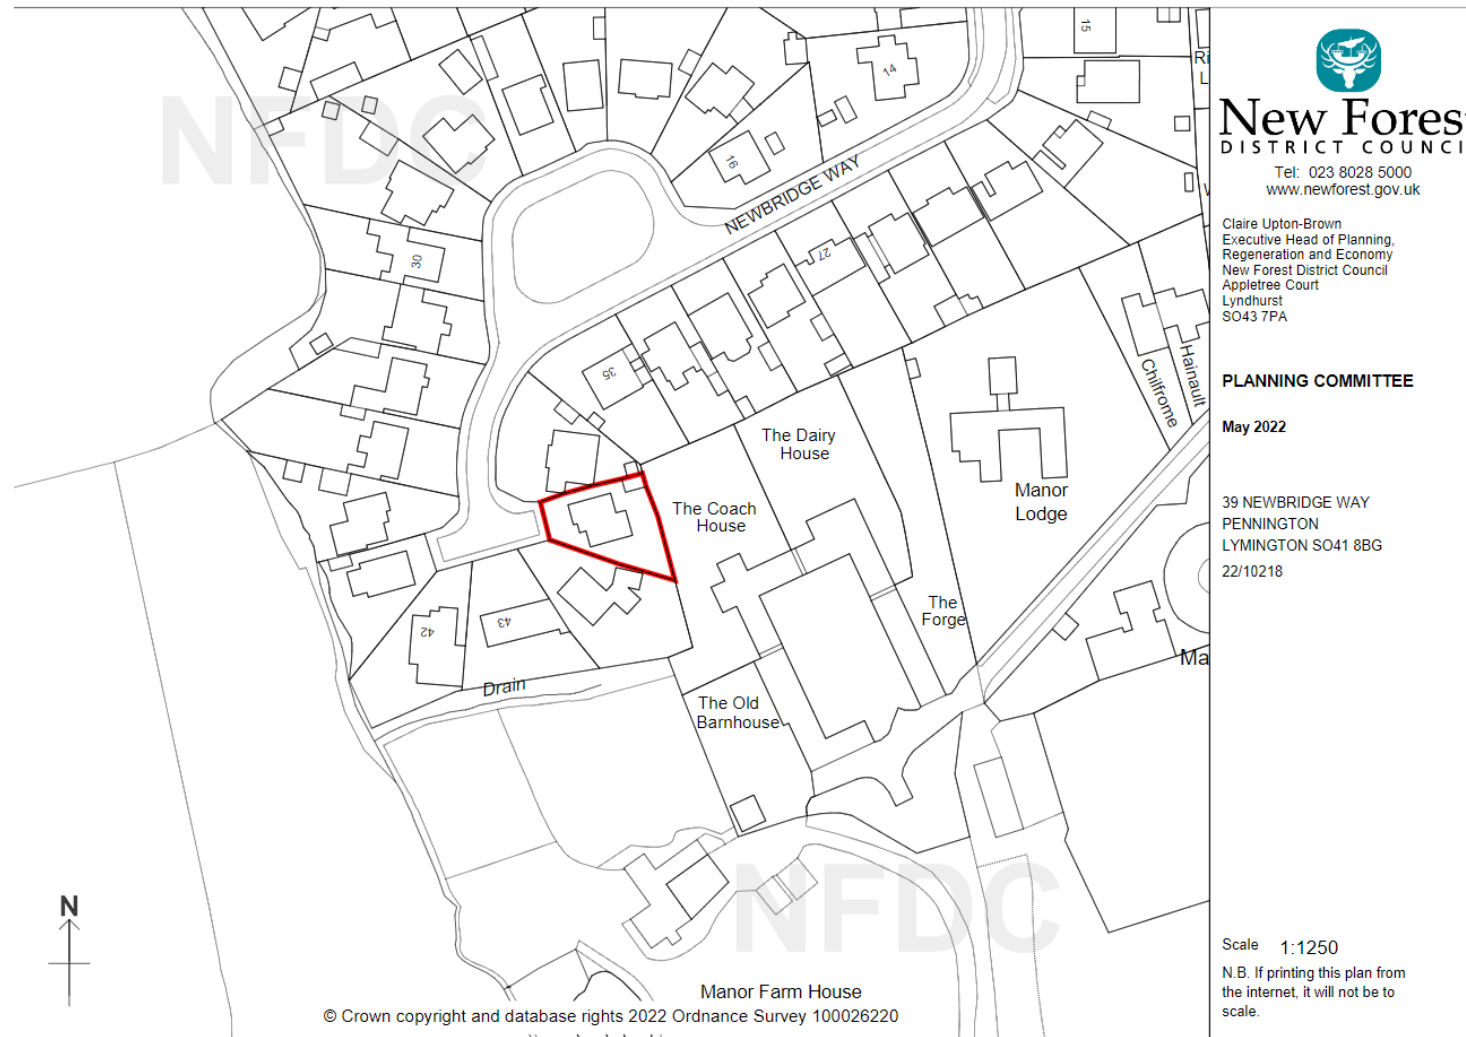 NFDC
15
14
16
NEWBRIDGE WAY
30
27
35
Chilfrome
Hainault
The Dairy
House
Manor
Lodge
The Coach
House
The
Forge
42
43
Drain
The Old
Barnhouse
NFDC
N
Manor Farm House
© Crown copyright and database rights 2022 Ordnance Survey 100026220
New Fores
DISTRICT COUNCI
Tel: 023 8028 5000
www.newforest.gov.uk
Claire Upton-Brown
Executive Head of Planning,
Regeneration and Economy
New Forest District Council
Appletree Court
Lyndhurst
SO43 7PA
PLANNING COMMITTEE
May 2022
39 NEWBRIDGE WAY
PENNINGTON
LYMINGTON SO41 8BG
22/10218
Scale 1:1250
N.B. If printing this plan from
the internet, it will not be to
scale.